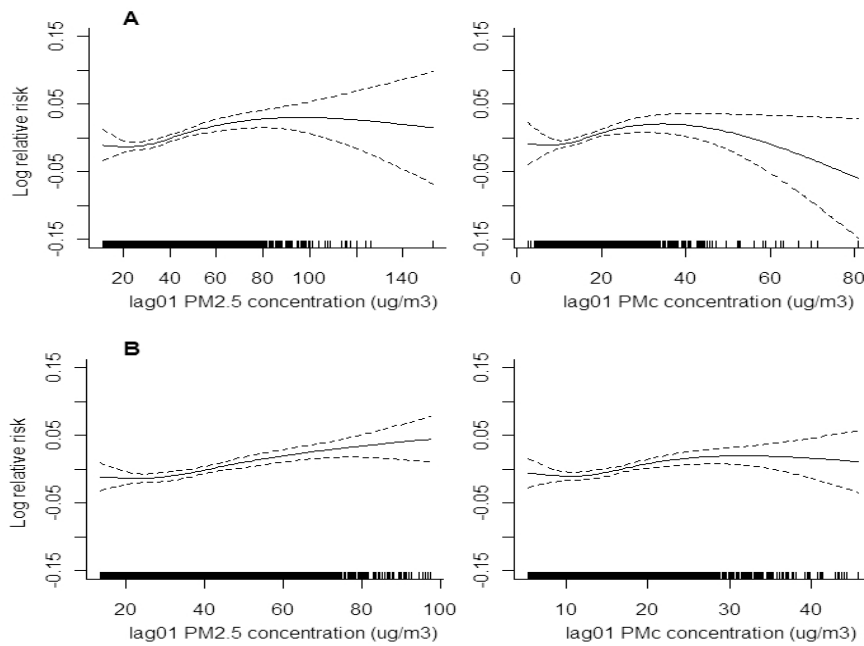 A
Log relative risk
0.15
0.05
-0.05
-0.15
20 40 60 80 100 140
lag01 PM2.5 concentration (ug/m3)
0.15
0.05
-0.05
-0.15
0 20 40 60 80
lag01 PMc concentration (ug/m3)
B
Log relative risk
0.15
0.05
-0.05
-0.15
20 40 60 80 100
lag01 PM2.5 concentration (ug/m3)
0.15
0.05
-0.05
-0.15
10 20 30 40
lag01 PMc concentration (ug/m3)